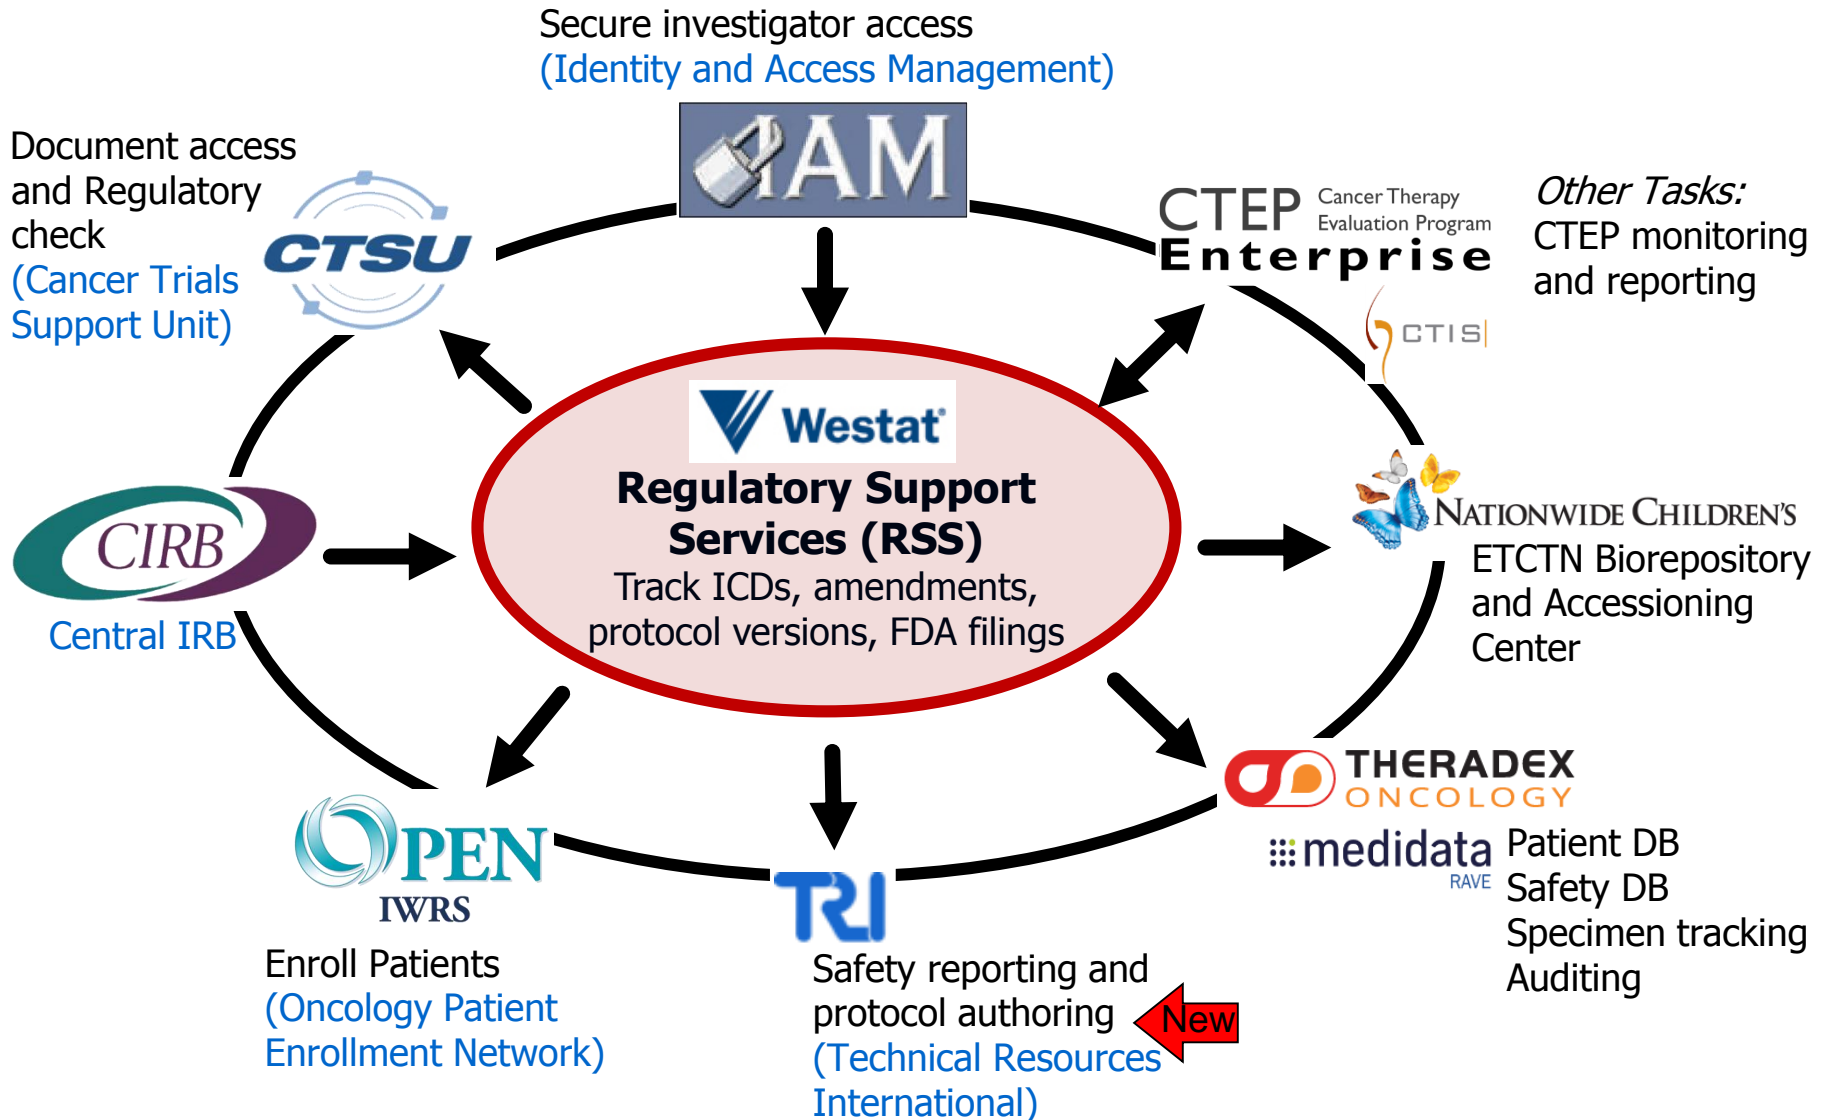 Secure investigator access
(Identity and Access Management)
IAM
Document access
and Regulatory
check
(Cancer Trials
Support Unit)
CTSU
CTEP Cancer Therapy
Evaluation Program
Enterprise
CTIS
Other Tasks:
CTEP monitoring
and reporting
Westat®
Regulatory Support
Services (RSS)
Track ICDs, amendments,
protocol versions, FDA filings
CIRB
Central IRB
NATIONWIDE CHILDREN'S
ETCTN Biorepository
and Accessioning
Center
THERADEX
ONCOLOGY
medidata
RAVE
Patient DB
Safety DB
Specimen tracking
Auditing
OPEN
IWRS
Enroll Patients
(Oncology Patient
Enrollment Network)
TRI
Safety reporting and
protocol authoring
New
(Technical Resources
International)